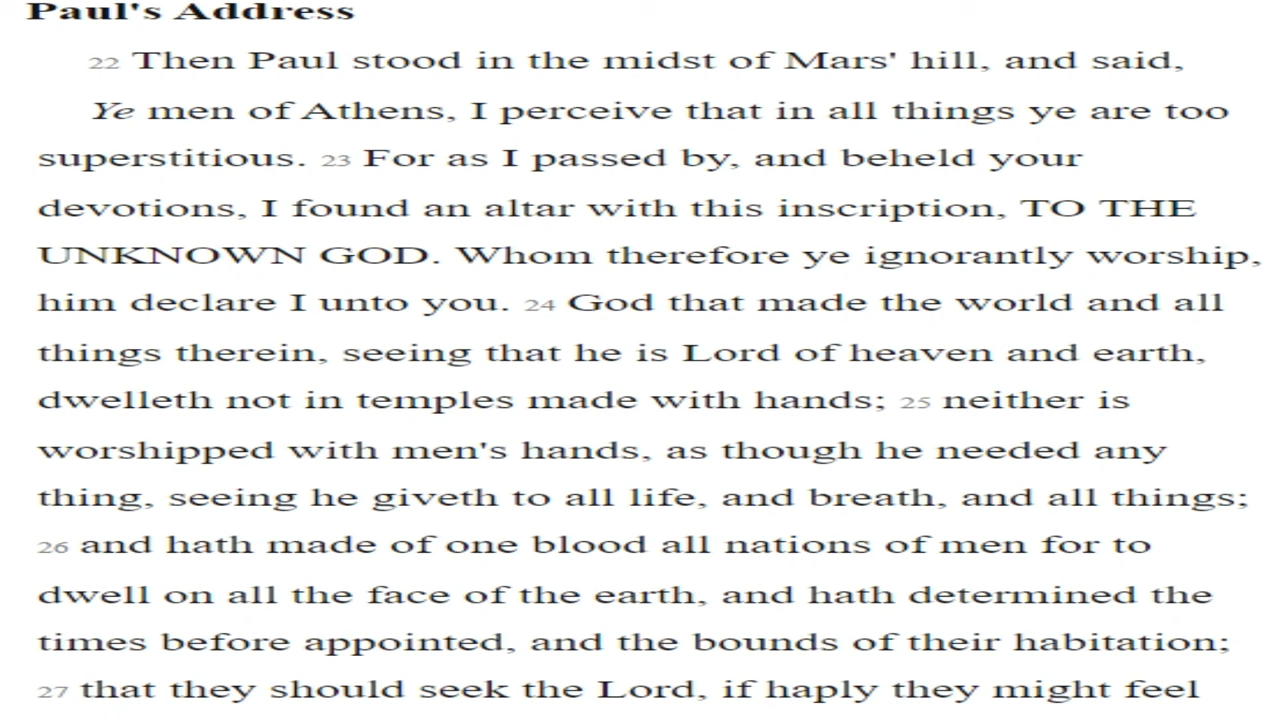 Paul's Address
22 Then Paul stood in the midst of Mars' hill, and said,
Ye men of Athens, I perceive that in all things ye are too
superstitious. 23 For as I passed by, and beheld your
devotions, I found an altar with this inscription, TO THE
UNKNOWN GOD. Whom therefore ye ignorantly worship,
him declare I unto you. 24 God that made the world and all
things therein, seeing that he is Lord of heaven and earth,
dwelleth not in temples made with hands; 25 neither is
worshipped with men's hands, as though he needed any
thing, seeing he giveth to all life, and breath, and all things;
26 and hath made of one blood all nations of men for to
dwell on all the face of the earth, and hath determined the
times before appointed, and the bounds of their habitation;
27 that they should seek the Lord, if haply they might feel